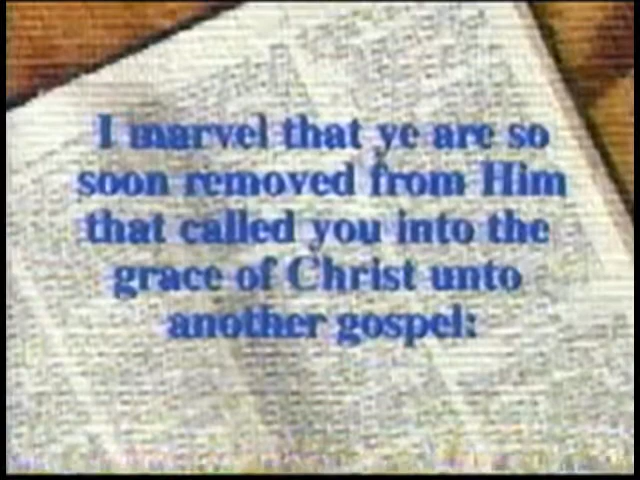 I marvel that ye are so
soon removed from Him
that called you into the
grace of Christ unto
another gospel: